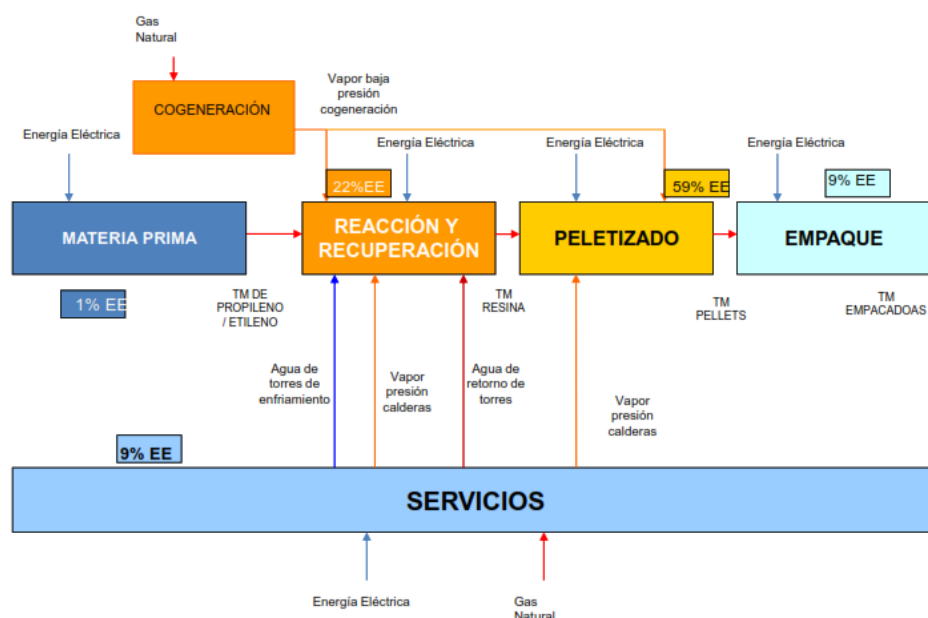 Gas
Natural
COGENERACIÓN
Vapor baja
presión
cogeneración
Energía Eléctrica
Energía Eléctrica
Energía Eléctrica
Energía Eléctrica
22%EE
59% EE
9% EE
MATERIA PRIMA
REACCIÓN Y
RECUPERACIÓN
PELETIZADO
EMPAQUE
1% EE
TM DE
PROPILENO
/ ETILENO
TM
RESINA
TM
PELLETS
TM
EMPACADOAS
Agua de
torres de
enfriamiento
Vapor
presión
calderas
Agua de
retorno de
torres
Vapor
presión
calderas
9% EE
SERVICIOS
Energía Eléctrica
Gas
Natural